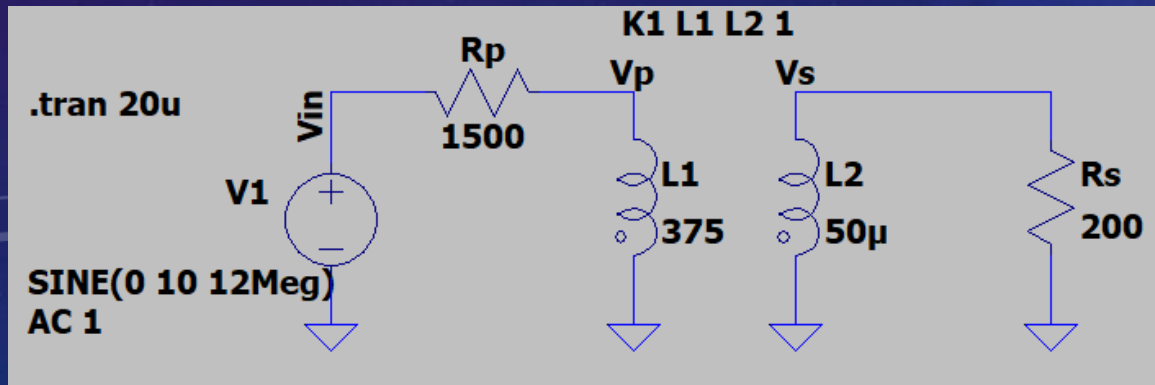 K1 L1 L2 1
Rp
Vp
Vs
.tran 20u
Vin
1500
V1
L1
375
L2
50µ
Rs
200
SINE(0 10 12Meg)
AC 1